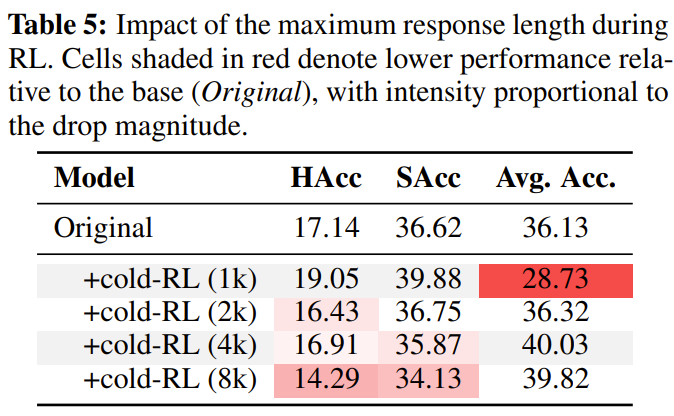 Table 5: Impact of the maximum response length during
RL. Cells shaded in red denote lower performance rela-
tive to the base (Original), with intensity proportional to
the drop magnitude.
Model HAcc SAcc Avg. Acc.
Original 17.14 36.62 36.13
+cold-RL (1k) 19.05 39.88 28.73
+cold-RL (2k) 16.43 36.75 36.32
+cold-RL (4k) 16.91 35.87 40.03
+cold-RL (8k) 14.29 34.13 39.82